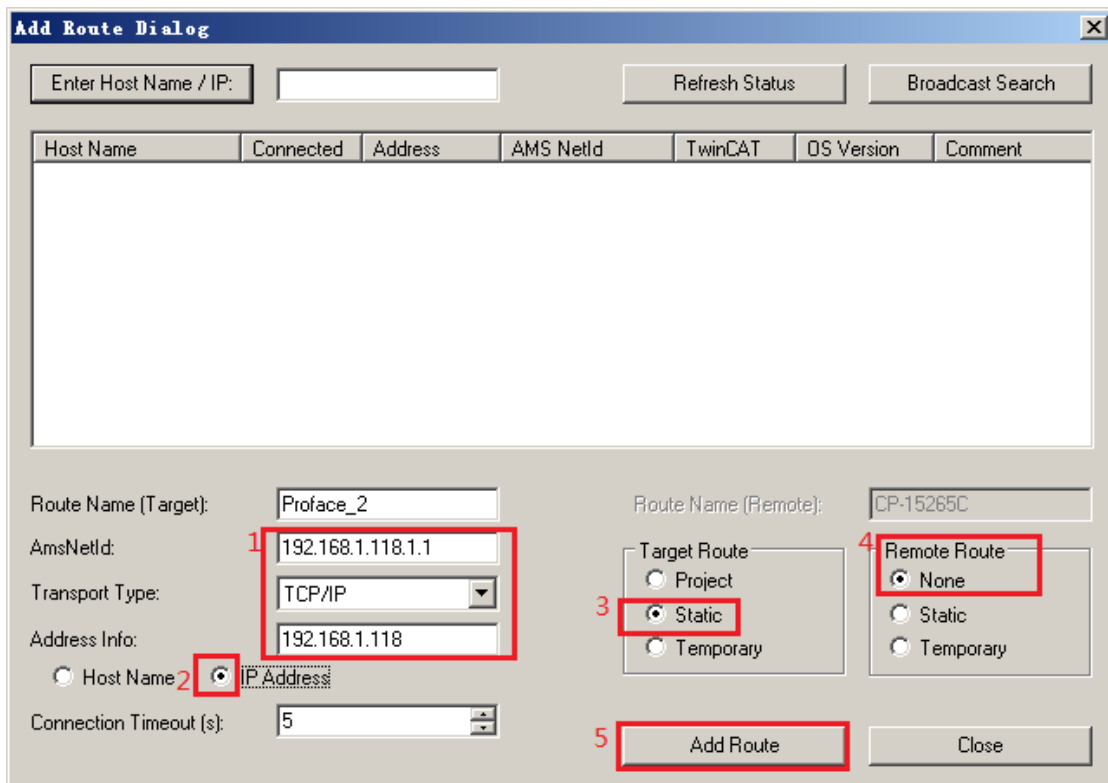 Add Route Dialog
Enter Host Name / IP: Refresh Status Broadcast Search
Host Name Connected Address AMS NetId TwinCAT OS Version Comment
Route Name (Target): Proface_2 Route Name (Remote): CP-15265C
AmsNetId: 1 192.168.1.118.1.1 Target Route 4 Remote Route
Project None
Transport Type: TCP/IP
3 Static Static
Address Info: 192.168.1.118
Temporary Temporary
Host Name 2 IP Address
Connection Timeout (s): 5
5 Add Route Close